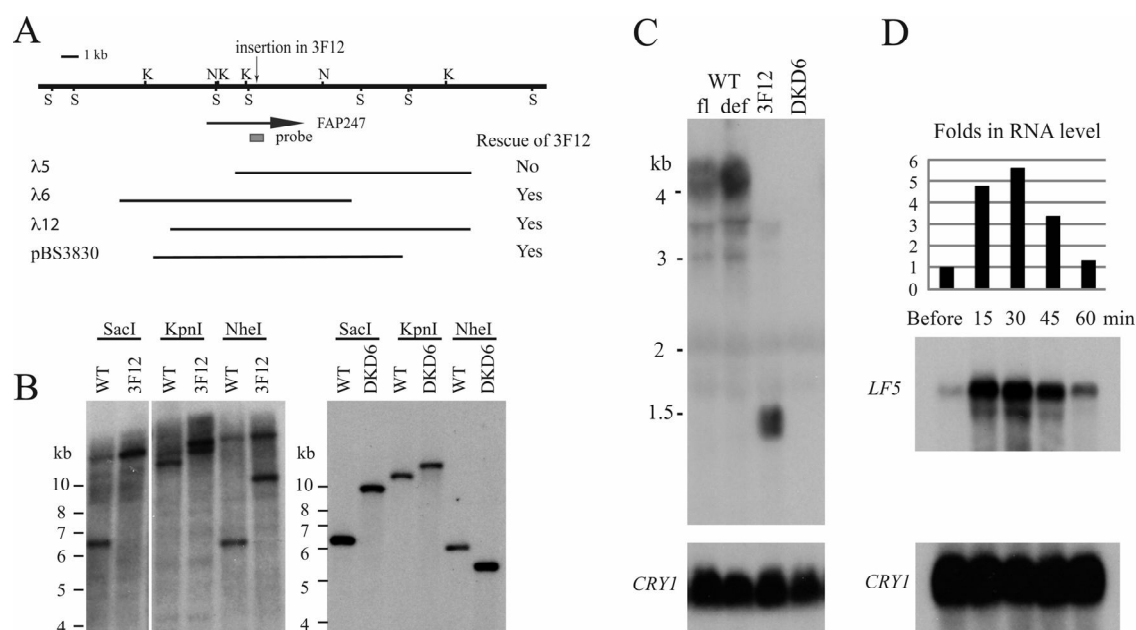 A
1 kb
insertion in 3F12
K NK K N K
S S S S S S S
FAP247
probe
Rescue of 3F12
λ5 No
λ6 Yes
λ12 Yes
pBS3830 Yes
B
SacI KpnI NheI
WT 3F12 WT 3F12 WT 3F12
kb
10
8
7
6
5
4
SacI KpnI NheI
WT DKD6 WT DKD6 WT DKD6
kb
10
8
7
6
5
4
C
WT 3F12 DKD6
fl def
kb
4
3
2
1.5
CRY1
D
Folds in RNA level
6
5
4
3
2
1
0
Before 15 30 45 60 min
LF5
CRY1